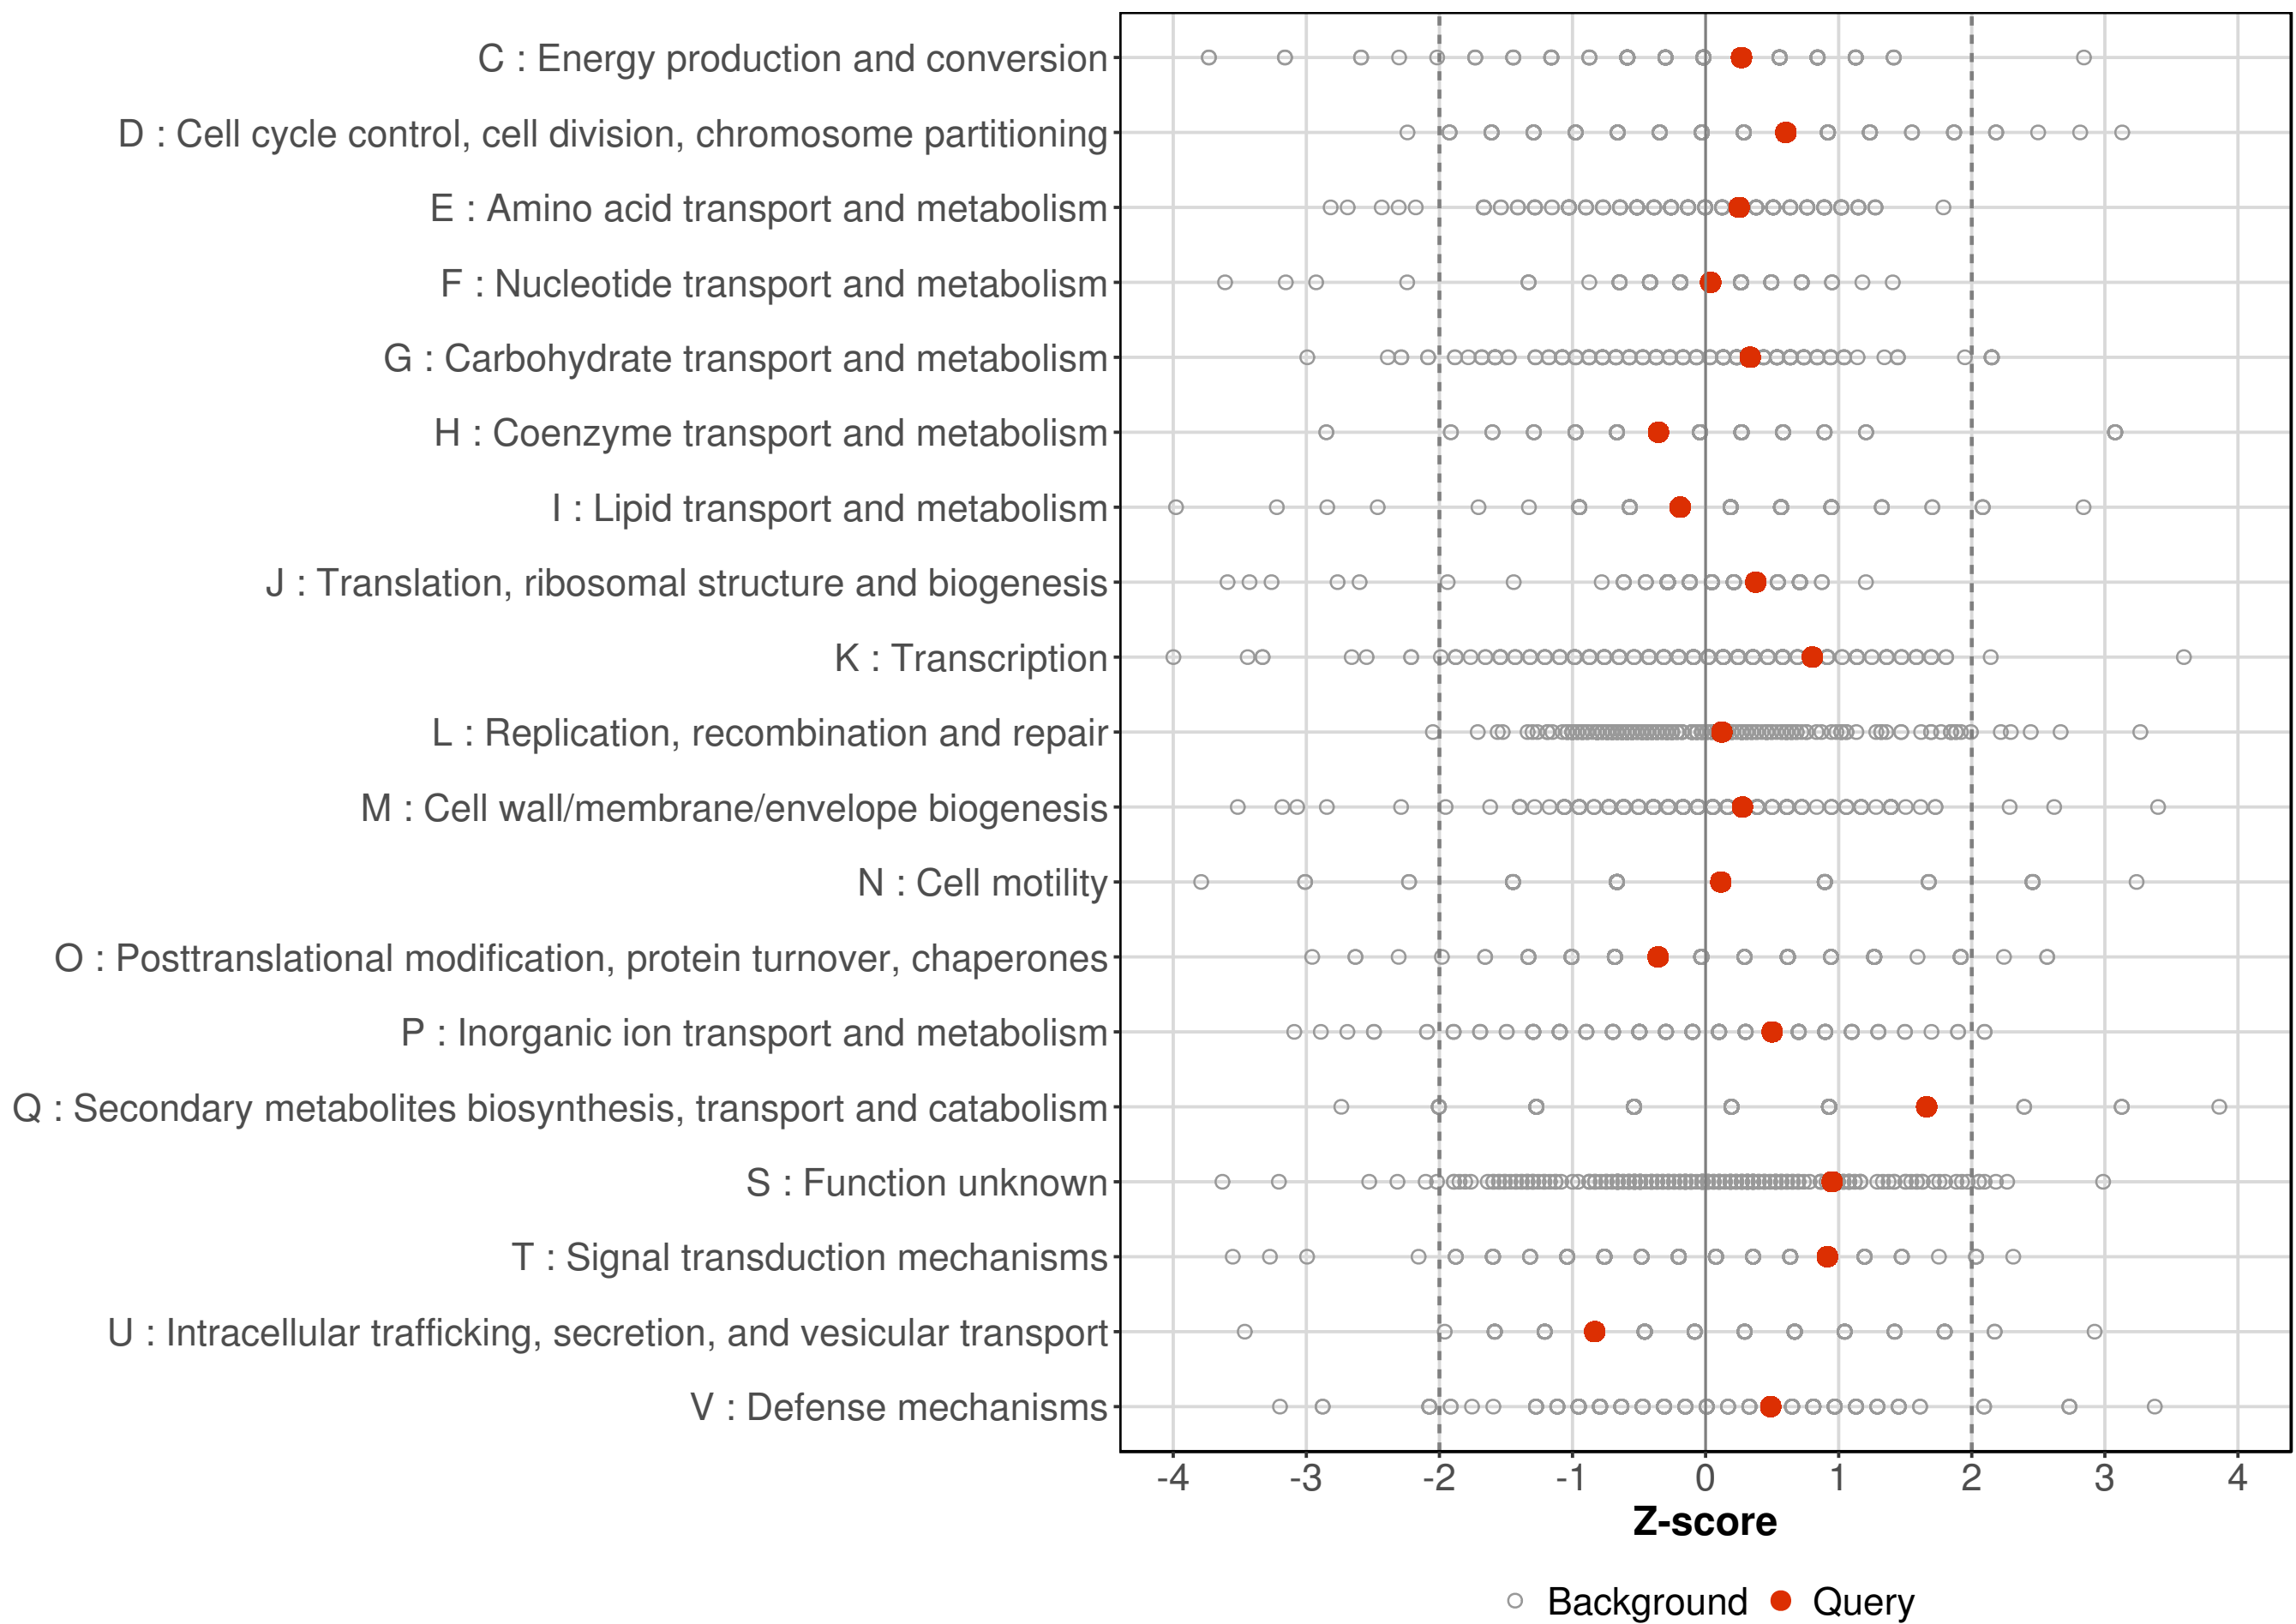 C : Energy production and conversion
D : Cell cycle control, cell division, chromosome partitioning
E : Amino acid transport and metabolism
F : Nucleotide transport and metabolism
G : Carbohydrate transport and metabolism
H : Coenzyme transport and metabolism
I : Lipid transport and metabolism
J : Translation, ribosomal structure and biogenesis
K : Transcription
L : Replication, recombination and repair
M : Cell wall/membrane/envelope biogenesis
N : Cell motility
O : Posttranslational modification, protein turnover, chaperones
P : Inorganic ion transport and metabolism
Q : Secondary metabolites biosynthesis, transport and catabolism
S : Function unknown
T : Signal transduction mechanisms
U : Intracellular trafficking, secretion, and vesicular transport
V : Defense mechanisms
-4 -3 -2 -1 0 1 2 3 4
Z-score
Background Query